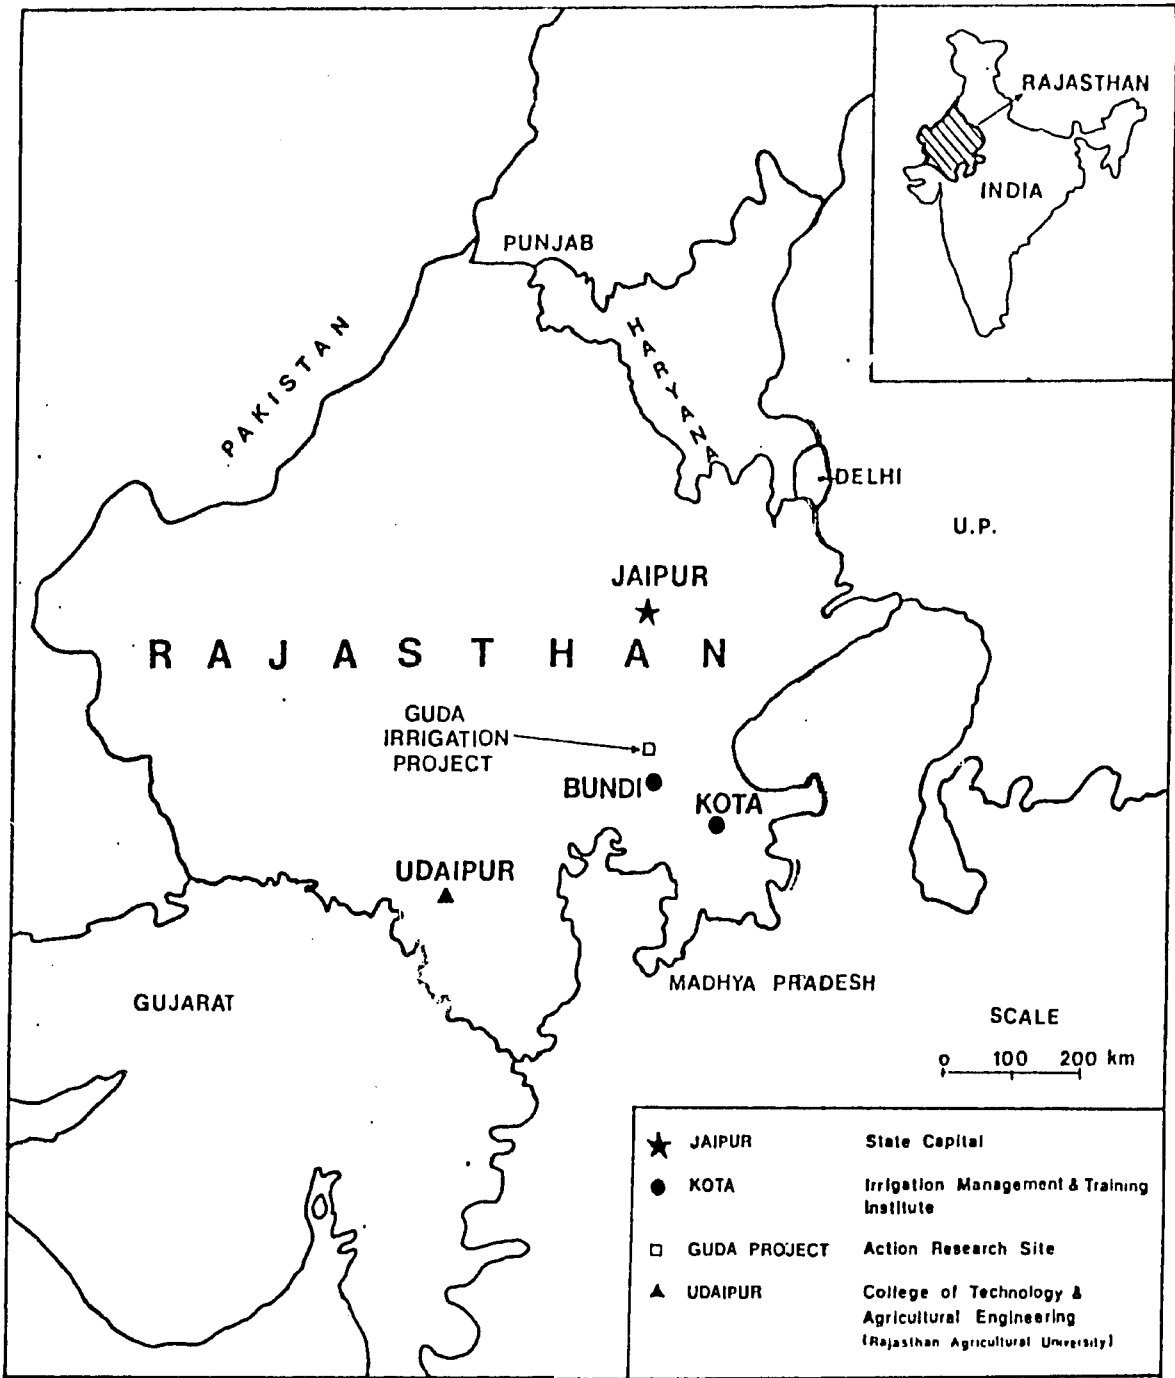 RAJASTHAN
INDIA
PUNJAB
HARYANA
PAKISTAN
DELHI
U.P.
JAIPUR
RAJASTHAN
GUDA
IRRIGATION
PROJECT
BUNDI
KOTA
UDAIPUR
MADHYA PRADESH
GUJARAT
SCALE
0 100 200 km
JAIPUR State Capital
KOTA Irrigation Management & Training
Institute
GUDA PROJECT Action Research Site
UDAIPUR College of Technology &
Agricultural Engineering
(Rajasthan Agricultural University)